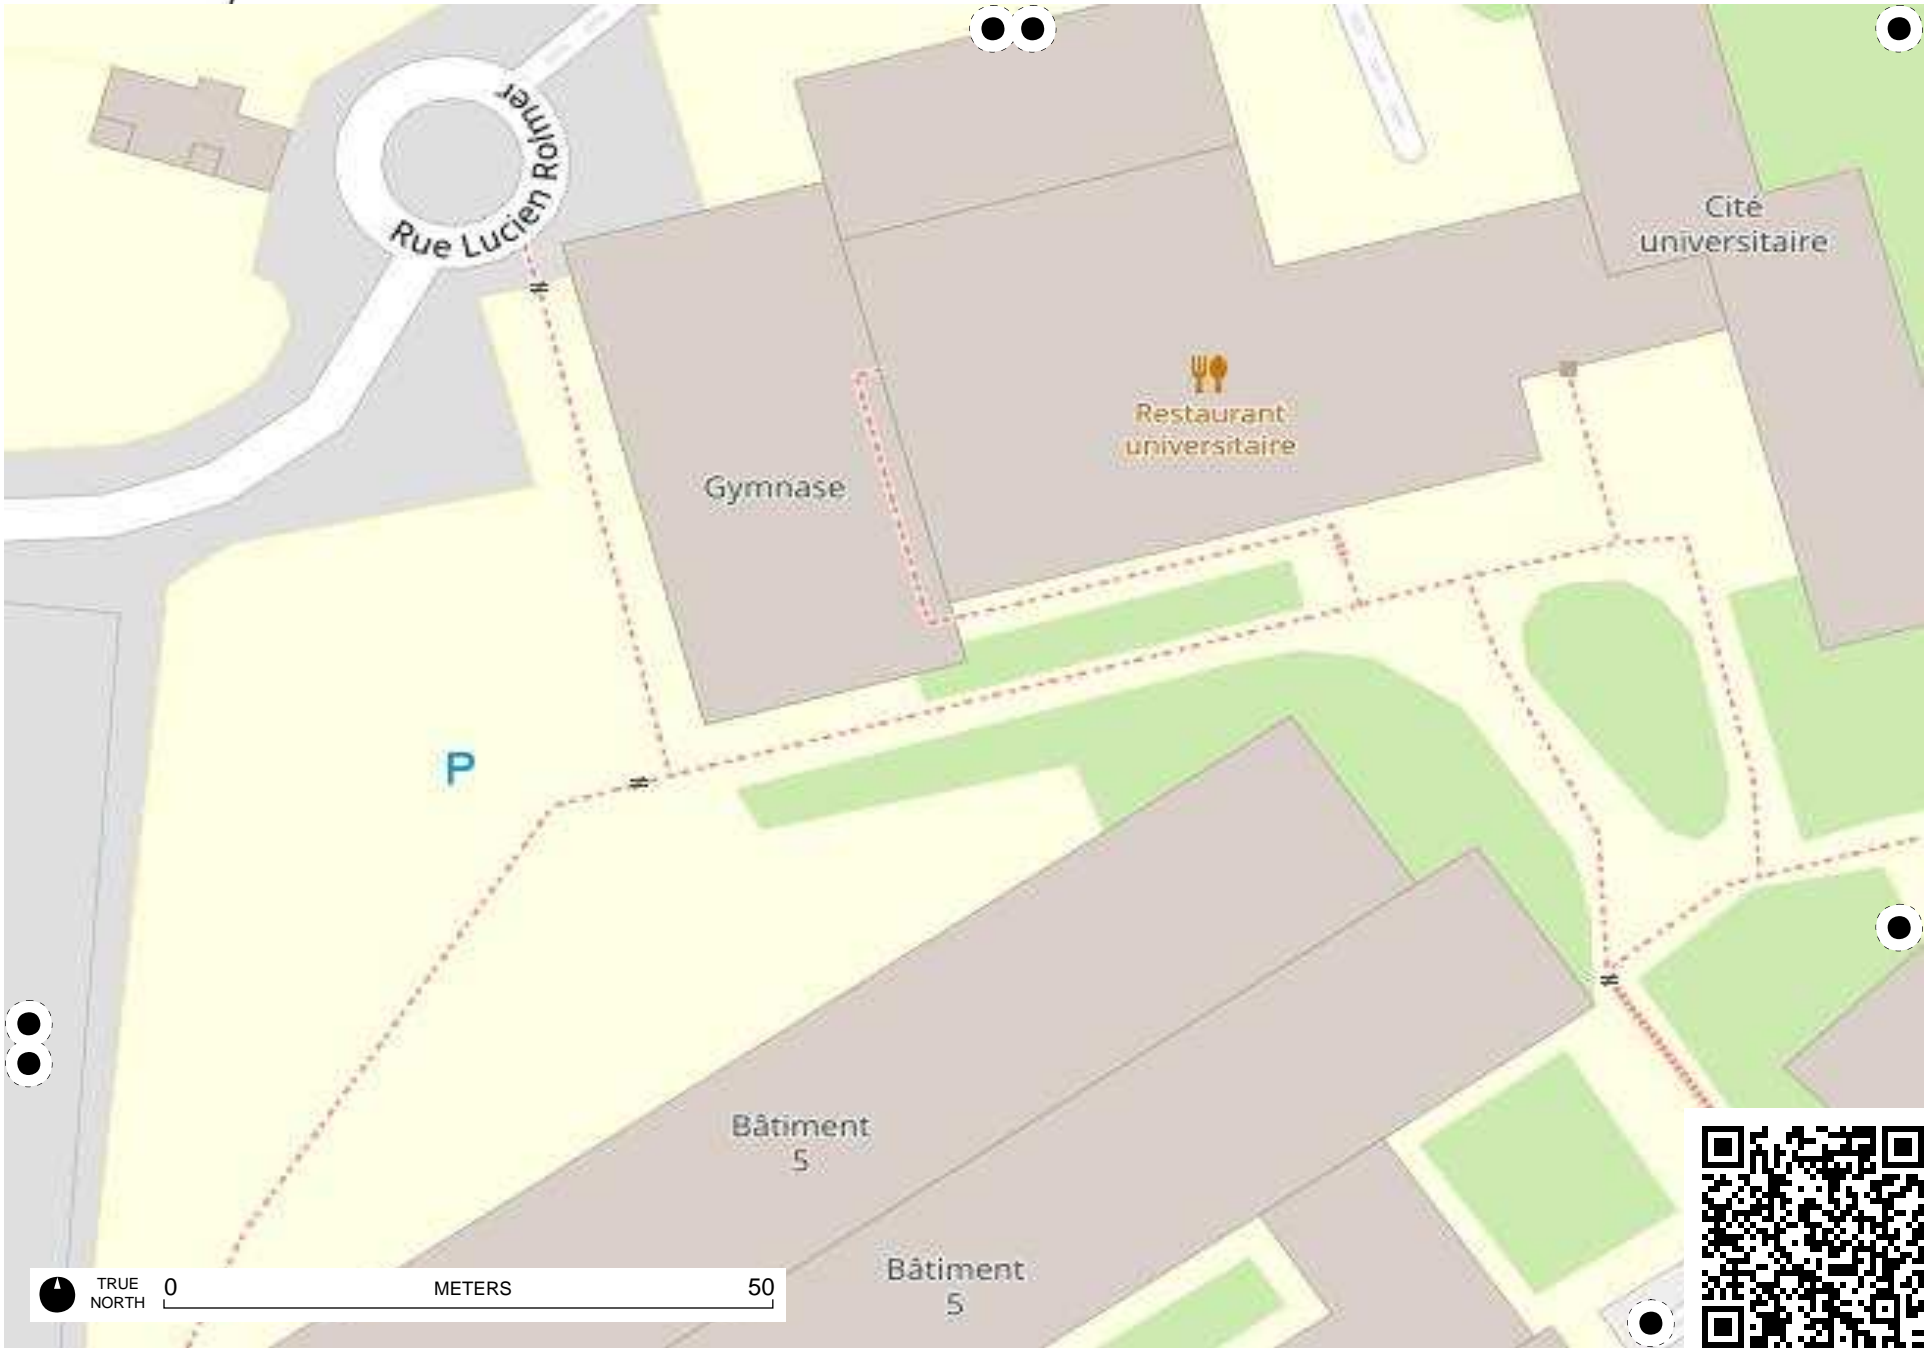 Rue Lucien Rolmer
Cité
universitaire
Restaurant
universitaire
Gymnase
P
Bâtiment
5
Bâtiment
5
TRUE
NORTH
0 METERS 50